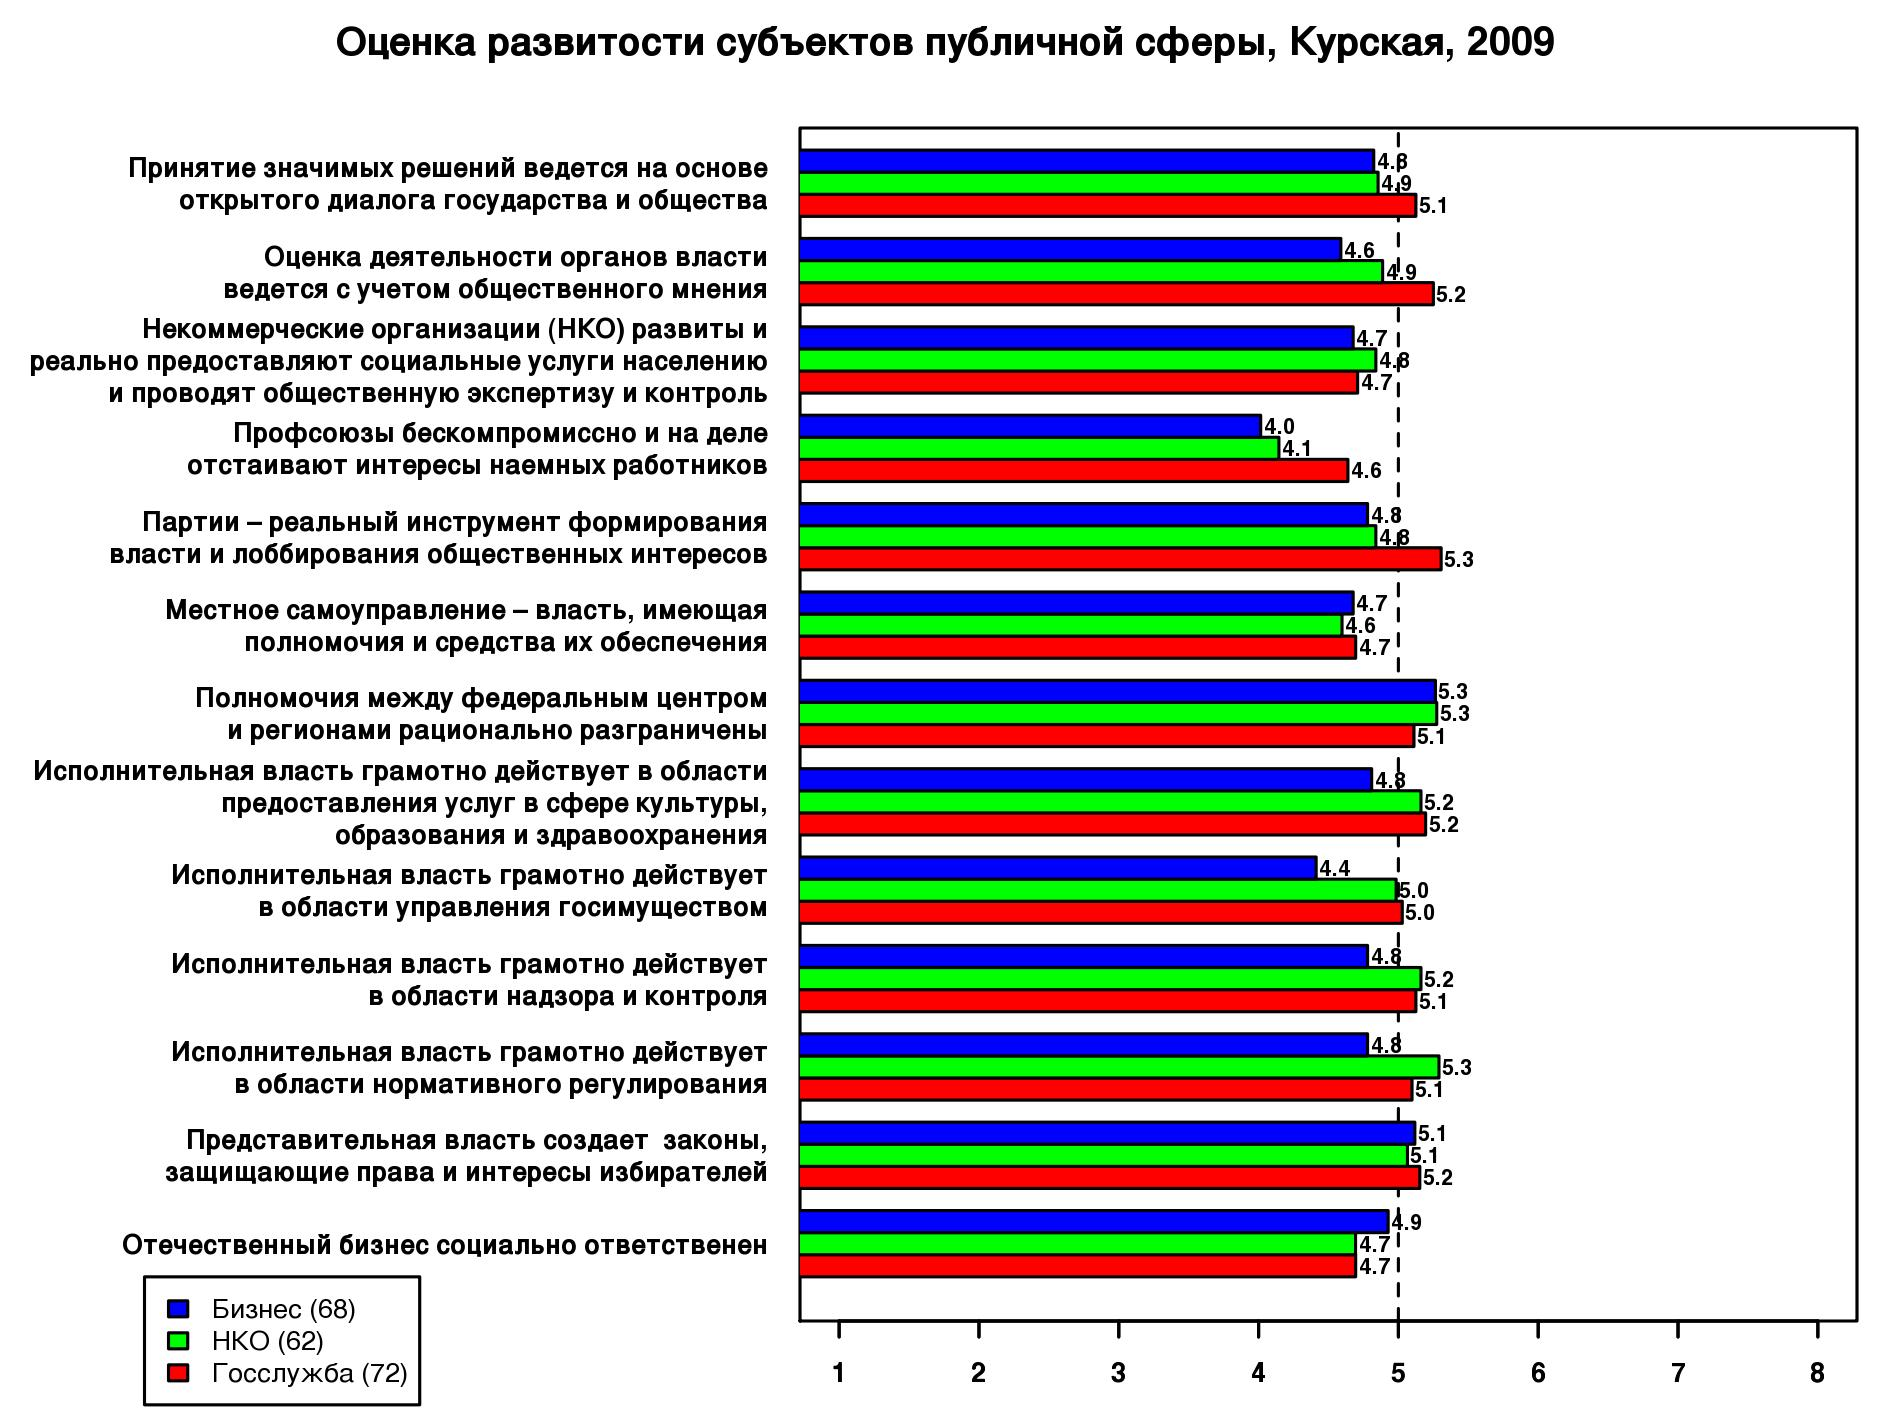 Оценка развитости субъектов публичной сферы, Курская, 2009
Принятие значимых решений ведется на основе
открытого диалога государства и общества
4.8
4.9
5.1
Оценка деятельности органов власти
ведется с учетом общественного мнения
4.6
4.9
5.2
Некоммерческие организации (НКО) развиты и
реально предоставляют социальные услуги населению
и проводят общественную экспертизу и контроль
4.7
4.8
4.7
Профсоюзы бескомпромиссно и на деле
отстаивают интересы наемных работников
4.0
4.1
4.6
Партии – реальный инструмент формирования
власти и лоббирования общественных интересов
4.8
4.8
5.3
Местное самоуправление – власть, имеющая
полномочия и средства их обеспечения
4.7
4.6
4.7
Полномочия между федеральным центром
и регионами рационально разграничены
5.3
5.3
5.1
Исполнительная власть грамотно действует в области
предоставления услуг в сфере культуры,
образования и здравоохранения
4.8
5.2
5.2
Исполнительная власть грамотно действует
в области управления госимуществом
4.4
5.0
5.0
Исполнительная власть грамотно действует
в области надзора и контроля
4.8
5.2
5.1
Исполнительная власть грамотно действует
в области нормативного регулирования
4.8
5.3
5.1
Представительная власть создает  законы,
защищающие права и интересы избирателей
5.1
5.1
5.2
Отечественный бизнес социально ответственен
4.9
4.7
4.7
Бизнес (68)
НКО (62)
Госслужба (72)
1 2 3 4 5 6 7 8